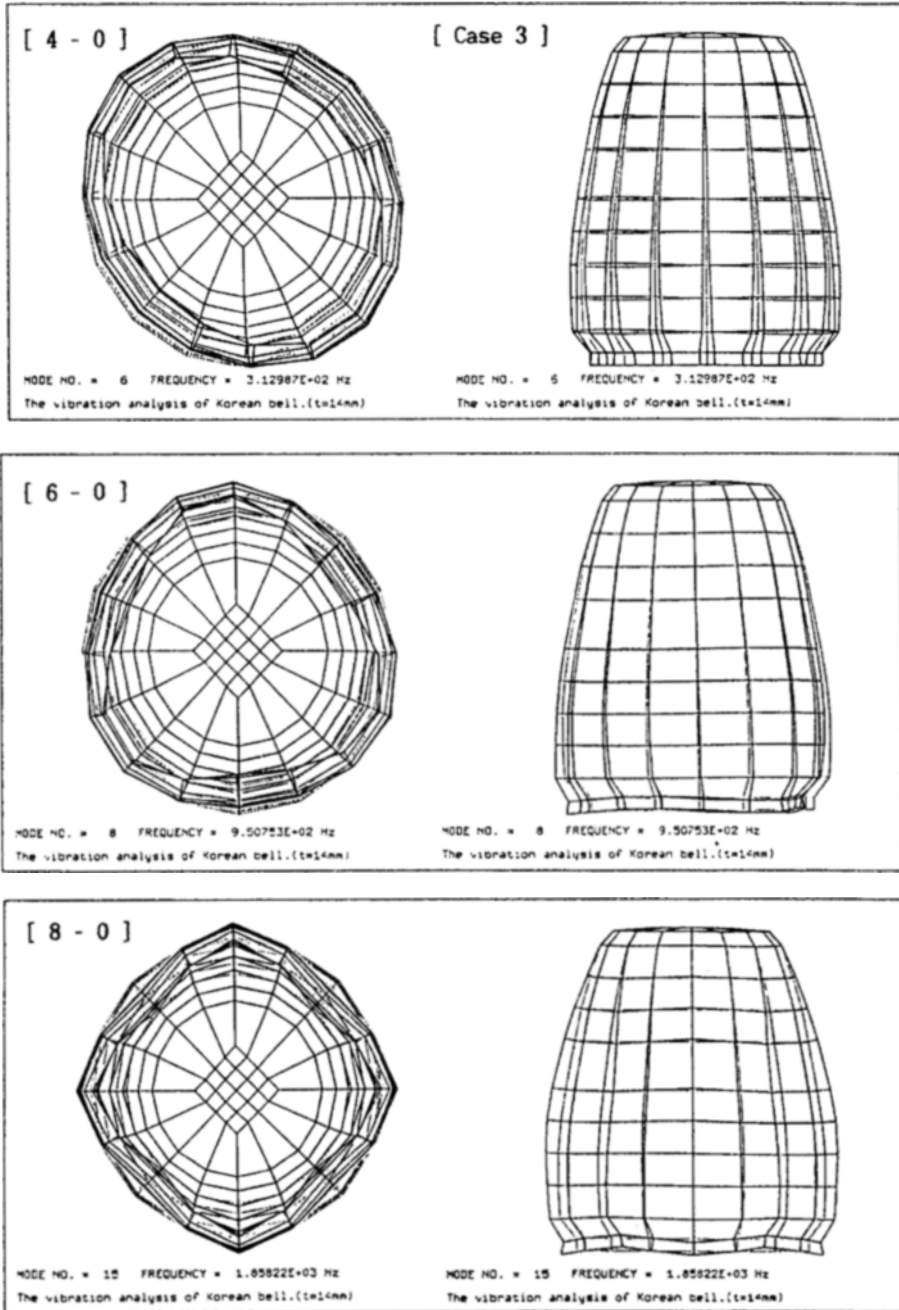 [ 4 - 0 ]
[ Case 3 ]
MODE NO. = 6 FREQUENCY = 3.12987E+02 Hz
MODE NO. = 6 FREQUENCY = 3.12987E+02 Hz
The vibration analysis of Korean bell.(t=14mm)
The vibration analysis of Korean bell.(t=14mm)
[ 6 - 0 ]
MODE NO. = 8 FREQUENCY = 9.50753E+02 Hz
MODE NO. = 8 FREQUENCY = 9.50753E+02 Hz
The vibration analysis of Korean bell.(t=14mm)
The vibration analysis of Korean bell.(t=14mm)
[ 8 - 0 ]
MODE NO. = 15 FREQUENCY = 1.85822E+03 Hz
MODE NO. = 15 FREQUENCY = 1.85822E+03 Hz
The vibration analysis of Korean bell.(t=14mm)
The vibration analysis of Korean bell.(t=14mm)